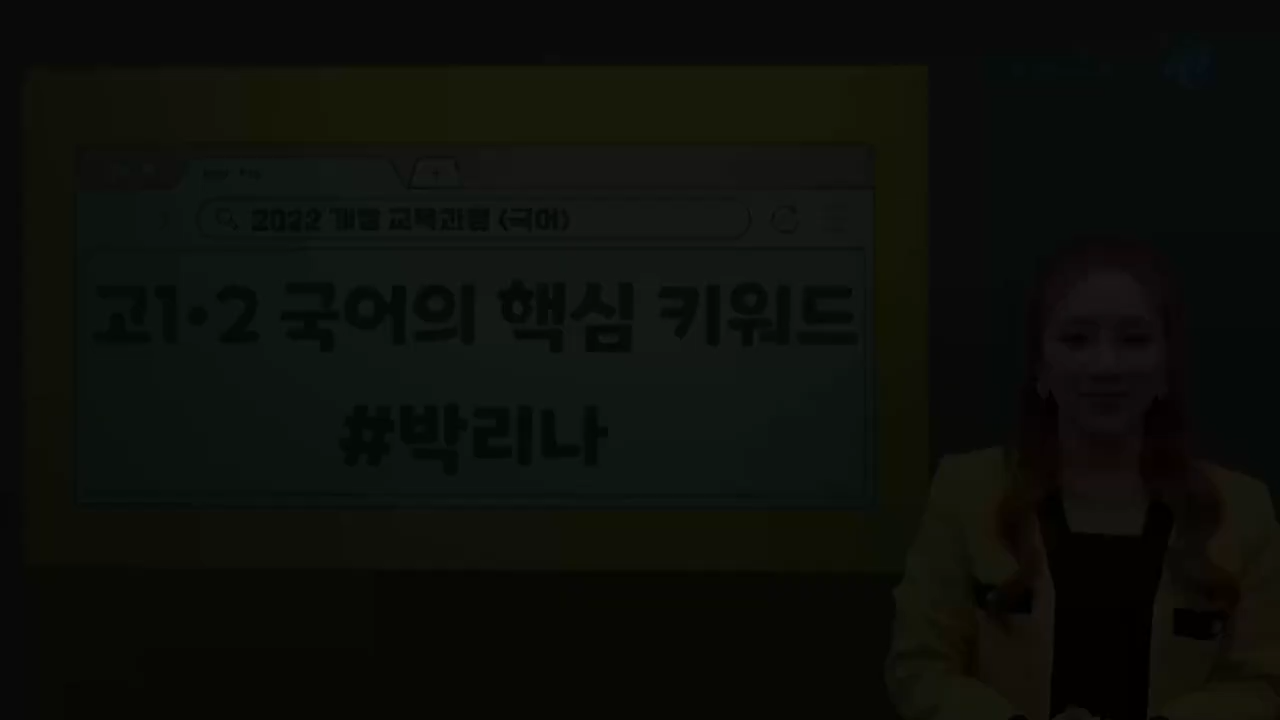 2022 개정 교육과정 <국어>
고1•2 국어의 핵심 키워드
#박리나